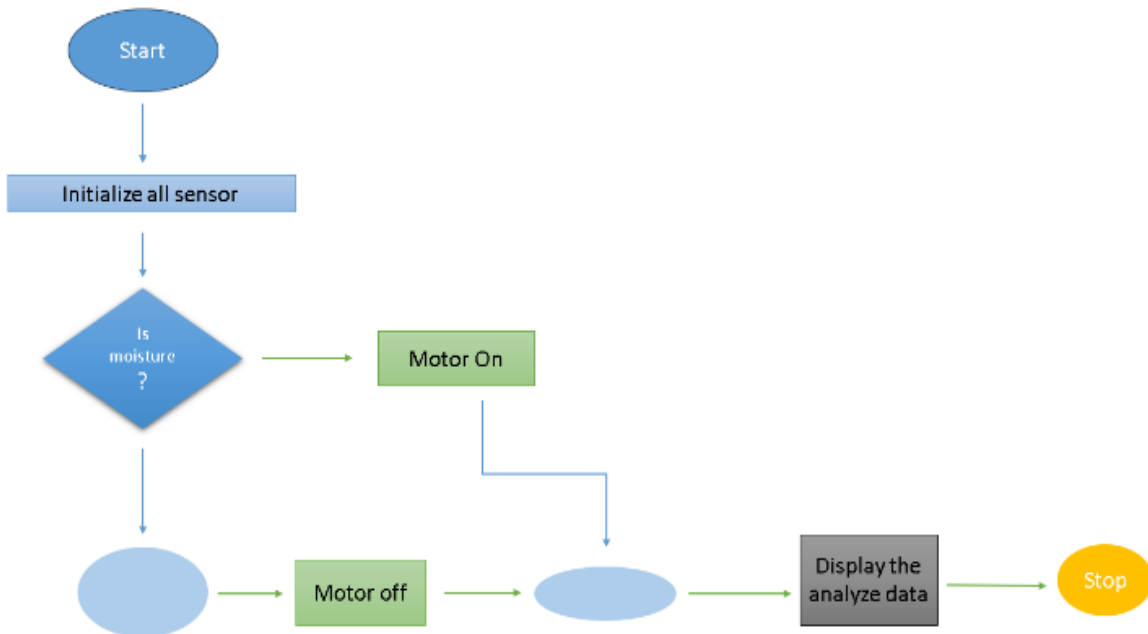 Start
Initialize all sensor
Is
moisture
?
Motor On
Motor off
Display the
analyze data
Stop